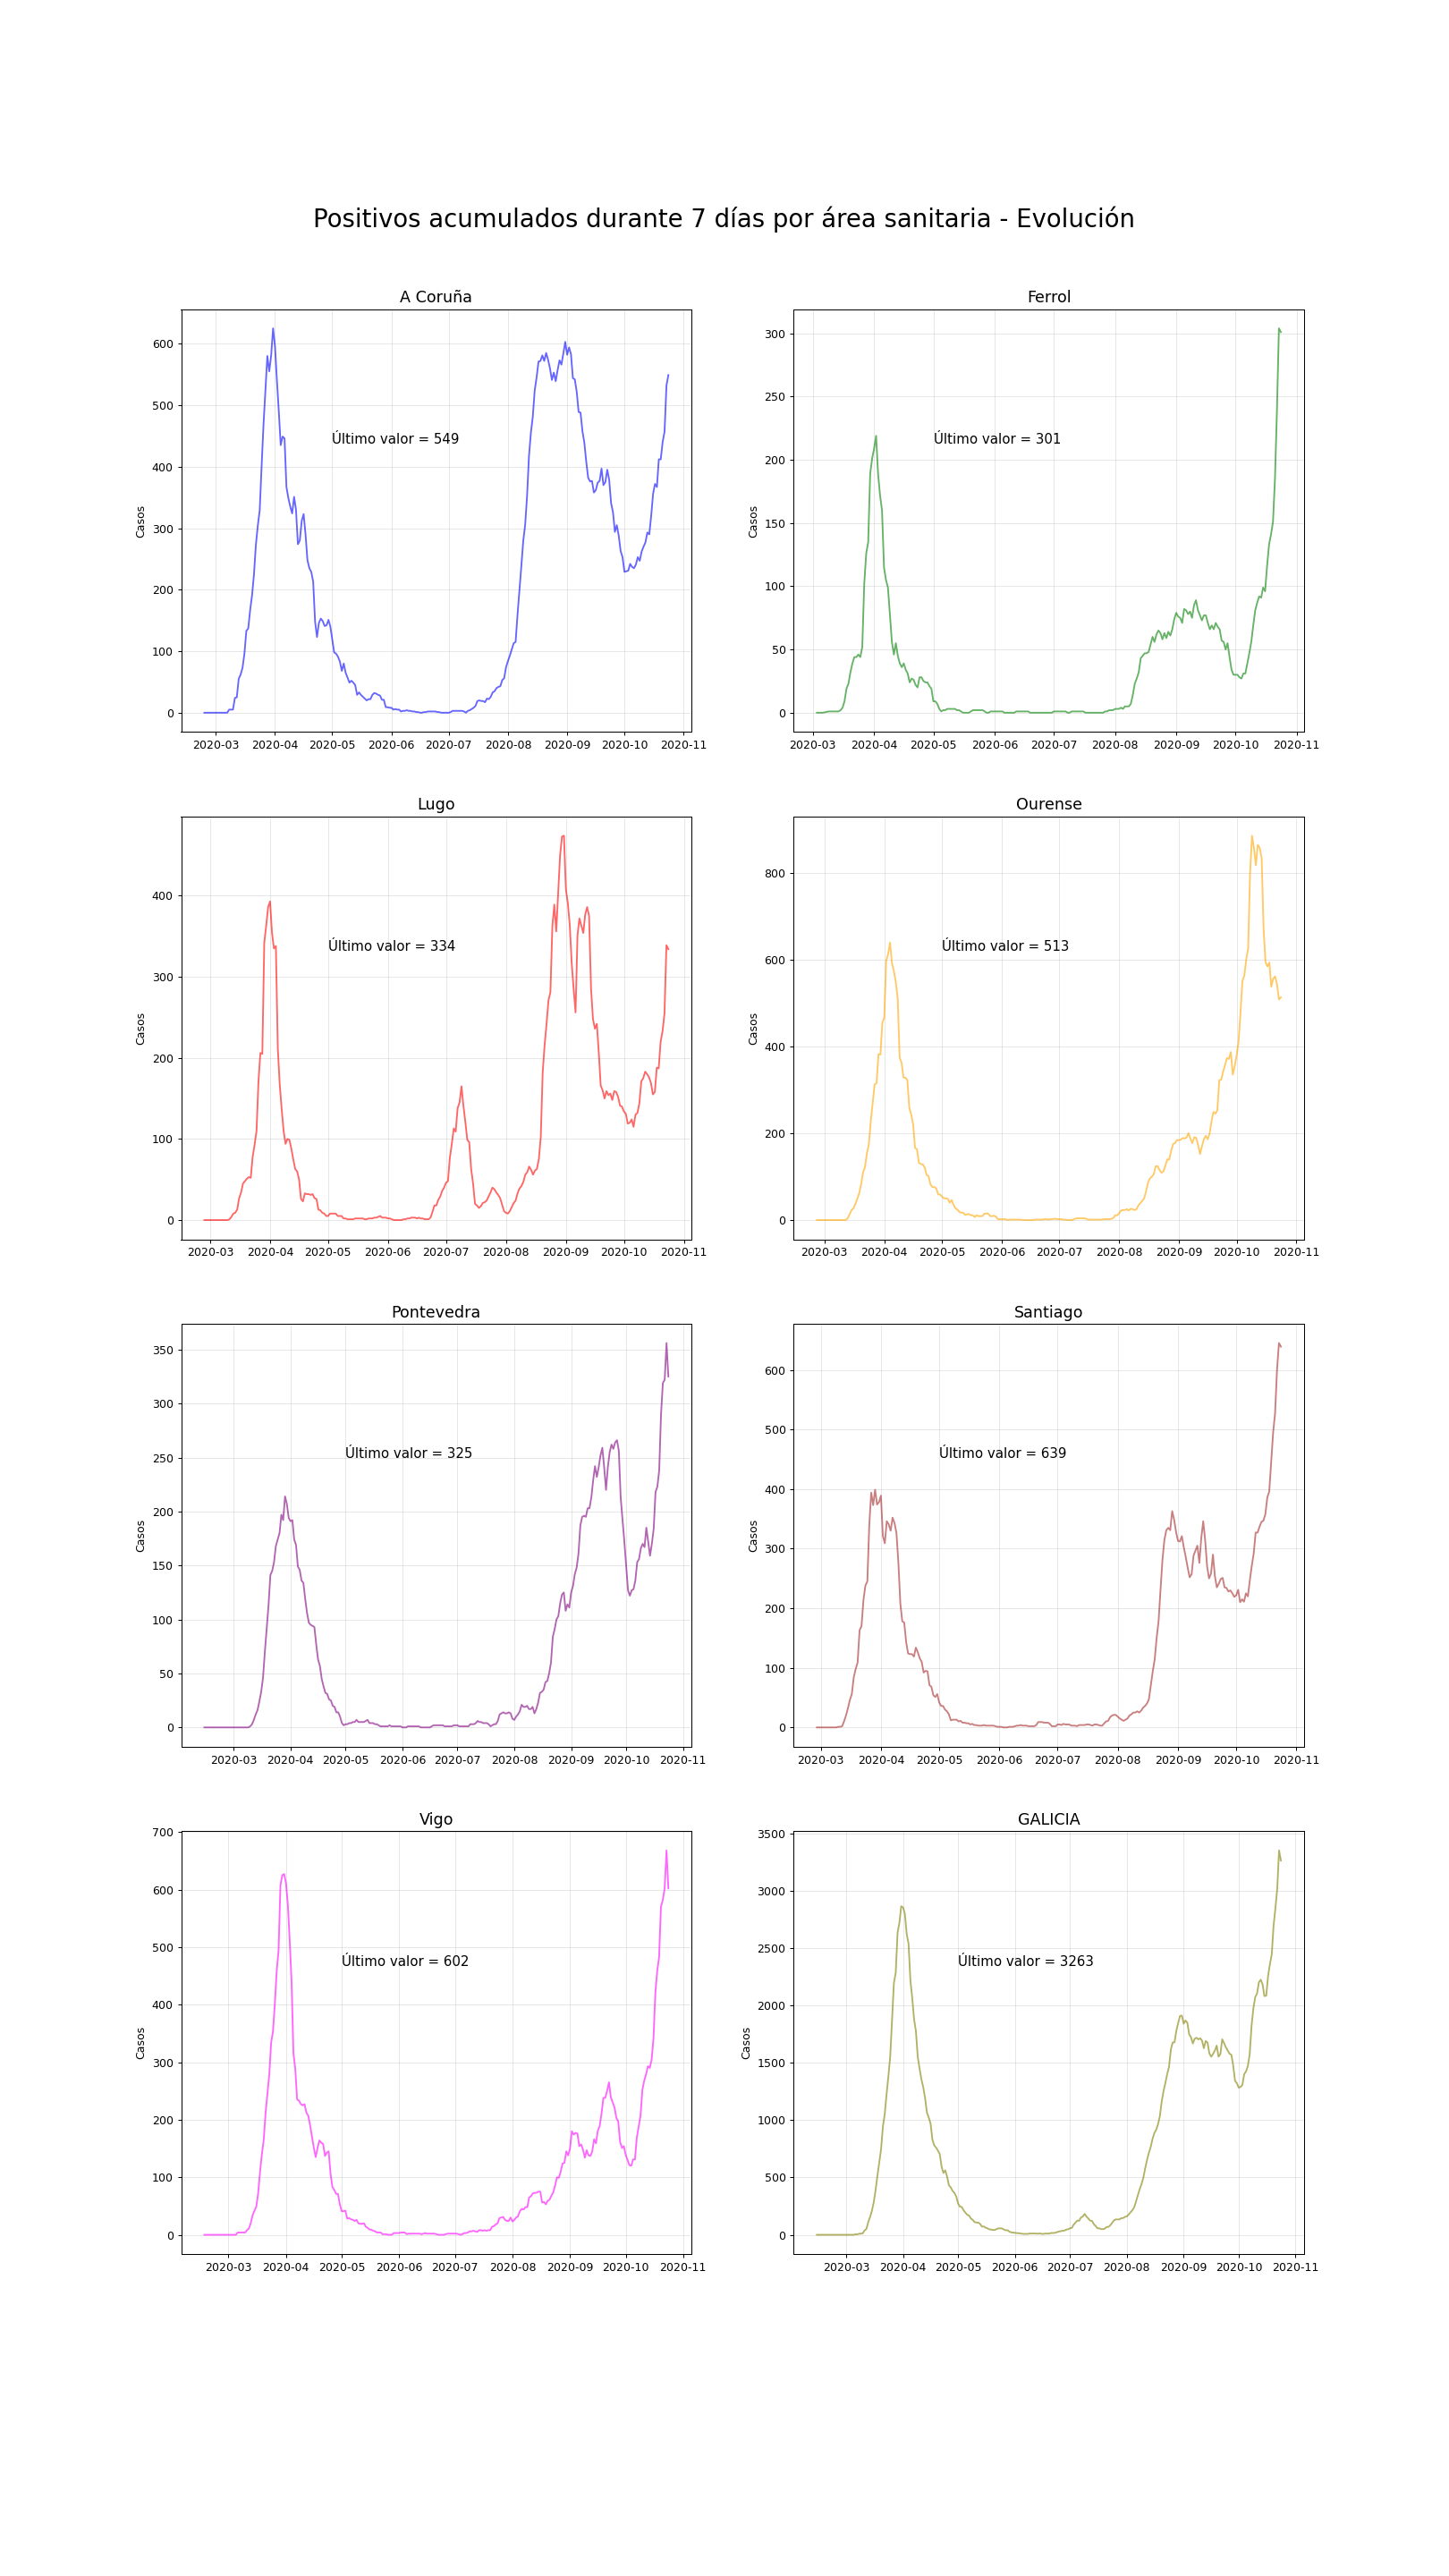 Positivos acumulados durante 7 días por área sanitaria - Evolución
A Coruña
Casos
600
500
400
300
200
100
0
Último valor = 549
2020-03 2020-04 2020-05 2020-06 2020-07 2020-08 2020-09 2020-10 2020-11
Ferrol
Casos
300
250
200
150
100
50
0
Último valor = 301
2020-03 2020-04 2020-05 2020-06 2020-07 2020-08 2020-09 2020-10 2020-11
Lugo
Casos
400
300
200
100
0
Último valor = 334
2020-03 2020-04 2020-05 2020-06 2020-07 2020-08 2020-09 2020-10 2020-11
Ourense
Casos
800
600
400
200
0
Último valor = 513
2020-03 2020-04 2020-05 2020-06 2020-07 2020-08 2020-09 2020-10 2020-11
Pontevedra
Casos
350
300
250
200
150
100
50
0
Último valor = 325
2020-03 2020-04 2020-05 2020-06 2020-07 2020-08 2020-09 2020-10 2020-11
Santiago
Casos
600
500
400
300
200
100
0
Último valor = 639
2020-03 2020-04 2020-05 2020-06 2020-07 2020-08 2020-09 2020-10 2020-11
Vigo
Casos
700
600
500
400
300
200
100
0
Último valor = 602
2020-03 2020-04 2020-05 2020-06 2020-07 2020-08 2020-09 2020-10 2020-11
GALICIA
Casos
3500
3000
2500
2000
1500
1000
500
0
Último valor = 3263
2020-03 2020-04 2020-05 2020-06 2020-07 2020-08 2020-09 2020-10 2020-11